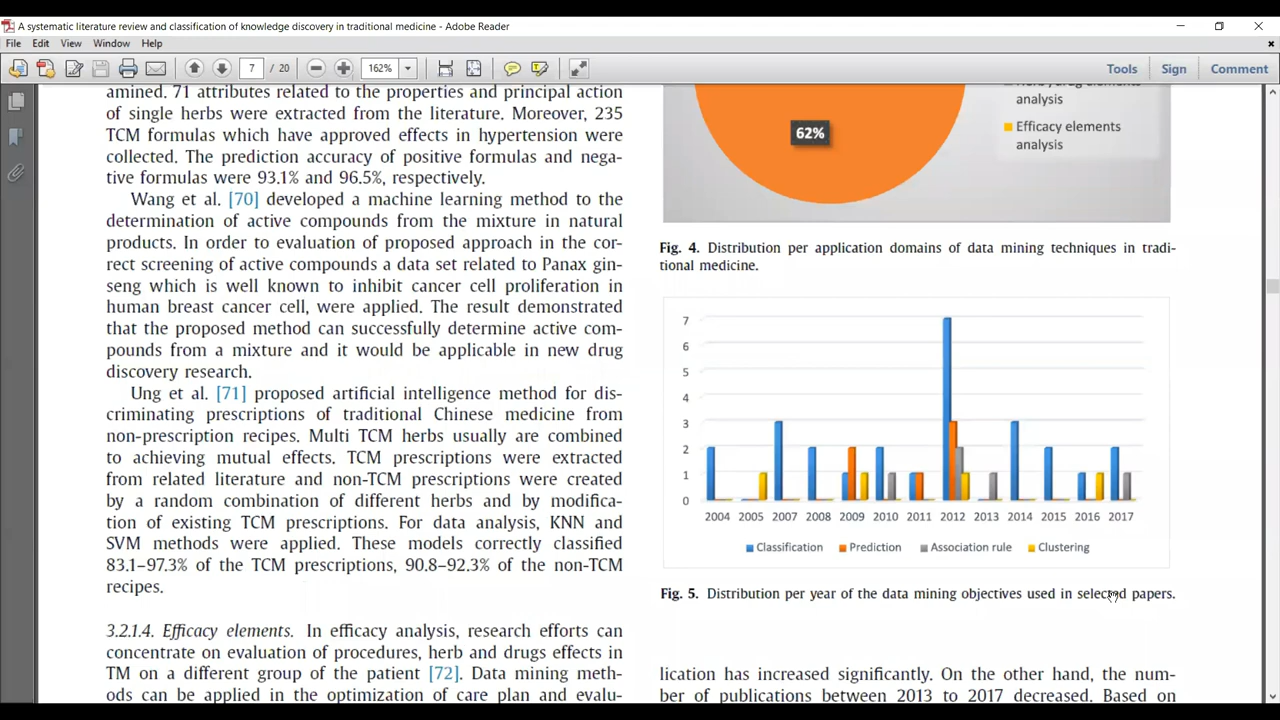 A systematic literature review and classification of knowledge discovery in traditional medicine - Adobe Reader
File Edit View Window Help
7 / 20
162%
Tools Sign Comment
amined. 71 attributes related to the properties and principal action
of single herbs were extracted from the literature. Moreover, 235
TCM formulas which have approved effects in hypertension were
collected. The prediction accuracy of positive formulas and nega-
tive formulas were 93.1% and 96.5%, respectively.
Wang et al. [70] developed a machine learning method to the
determination of active compounds from the mixture in natural
products. In order to evaluation of proposed approach in the cor-
rect screening of active compounds a data set related to Panax gin-
seng which is well known to inhibit cancer cell proliferation in
human breast cancer cell, were applied. The result demonstrated
that the proposed method can successfully determine active com-
pounds from a mixture and it would be applicable in new drug
discovery research.
Ung et al. [71] proposed artificial intelligence method for dis-
criminating prescriptions of traditional Chinese medicine from
non-prescription recipes. Multi TCM herbs usually are combined
to achieving mutual effects. TCM prescriptions were extracted
from related literature and non-TCM prescriptions were created
by a random combination of different herbs and by modifica-
tion of existing TCM prescriptions. For data analysis, KNN and
SVM methods were applied. These models correctly classified
83.1–97.3% of the TCM prescriptions, 90.8–92.3% of the non-TCM
recipes.
3.2.1.4. Efficacy elements. In efficacy analysis, research efforts can
concentrate on evaluation of procedures, herb and drugs effects in
TM on a different group of the patient [72]. Data mining meth-
ods can be applied in the optimization of care plan and evalu-
62%
analysis
Efficacy elements
analysis
Fig. 4. Distribution per application domains of data mining techniques in tradi-
tional medicine.
7
6
5
4
3
2
1
0
2004 2005 2007 2008 2009 2010 2011 2012 2013 2014 2015 2016 2017
Classification Prediction Association rule Clustering
Fig. 5. Distribution per year of the data mining objectives used in selected papers.
lication has increased significantly. On the other hand, the num-
ber of publications between 2013 to 2017 decreased. Based on